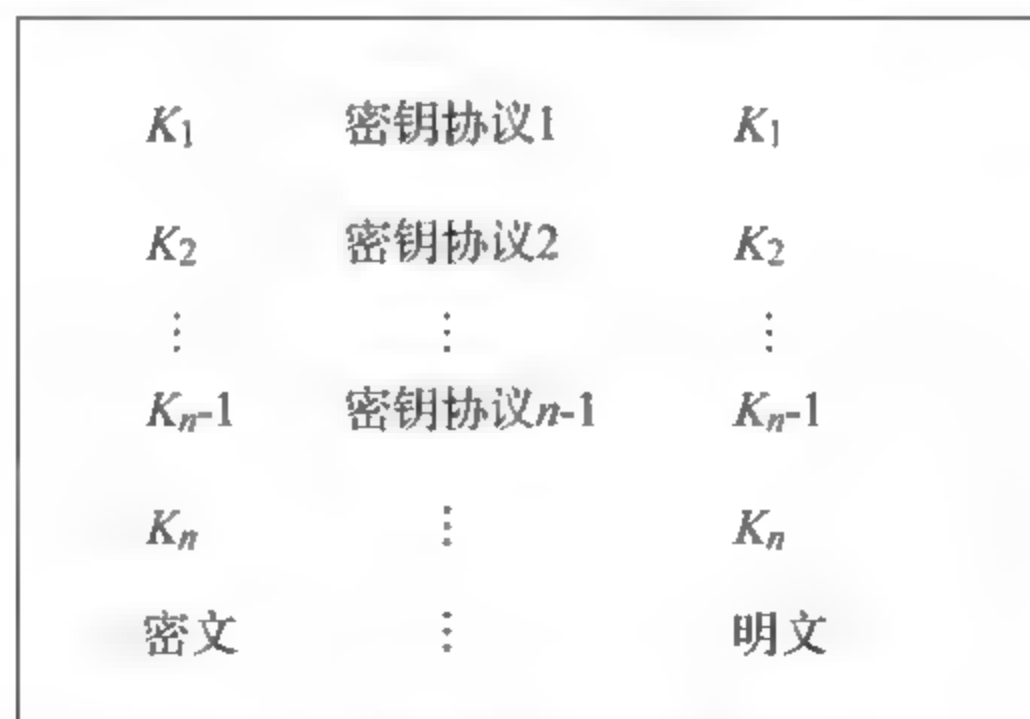 K₁ 密钥协议1 K₁
K₂ 密钥协议2 K₂
⋮ ⋮ ⋮
Kₙ-1 密钥协议n-1 Kₙ-1
Kₙ ⋮ Kₙ
密文 ⋮ 明文